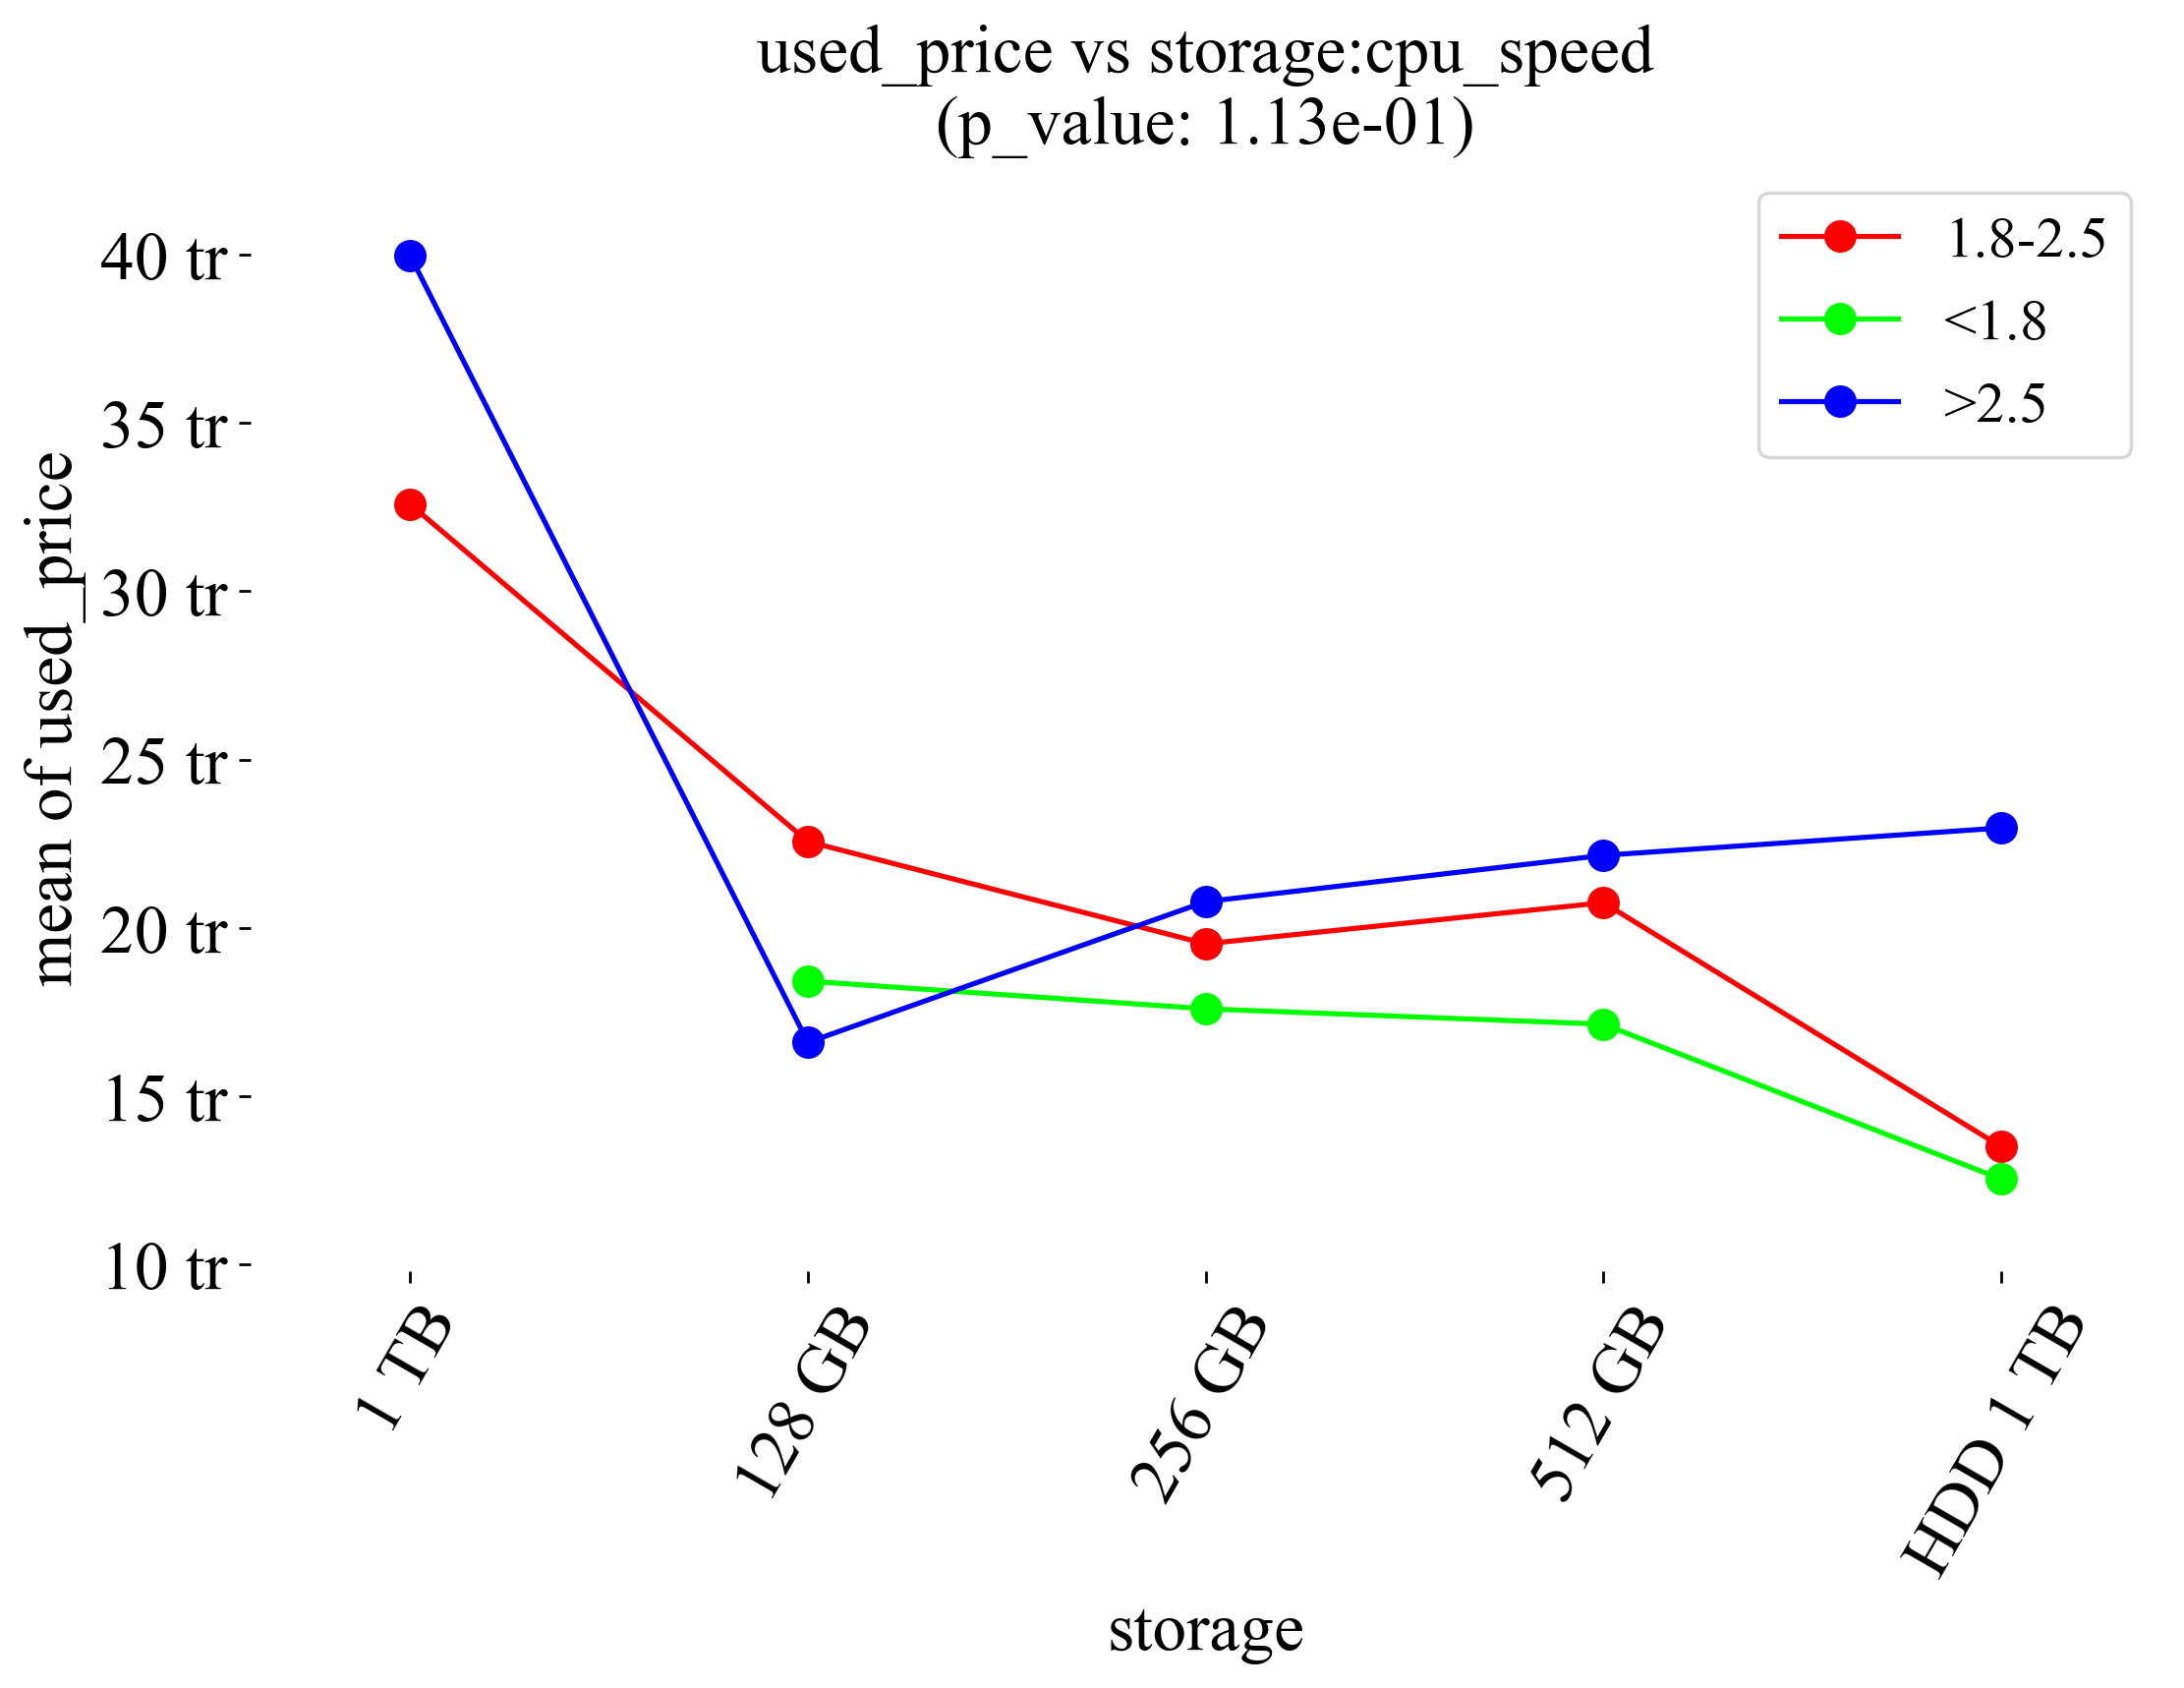 used_price vs storage:cpu_speed
(p_value: 1.13e-01)
1.8-2.5
<1.8
>2.5
mean of used_price
40 tr
35 tr
30 tr
25 tr
20 tr
15 tr
10 tr
1 TB
128 GB
256 GB
512 GB
HDD 1 TB
storage